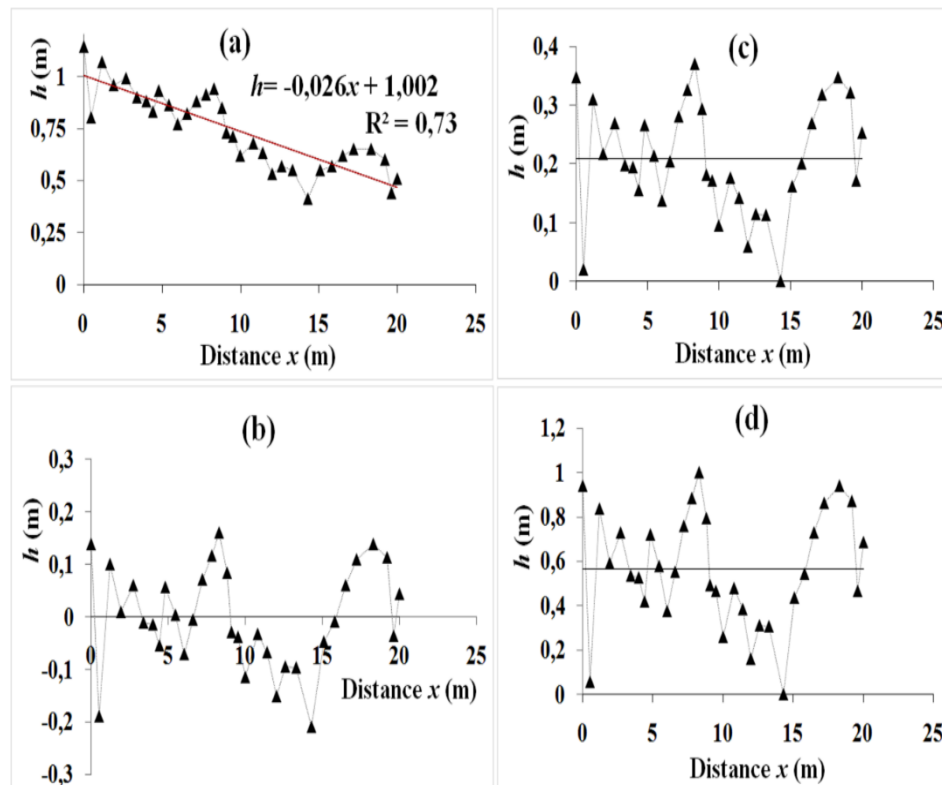 (a)
h (m)
1
0,75
0,5
0,25
0
h= -0,026x + 1,002
R² = 0,73
0 5 10 15 20 25
Distance x (m)
(c)
h (m)
0,4
0,3
0,2
0,1
0
0 5 10 15 20 25
Distance x (m)
(b)
h (m)
0,3
0,2
0,1
0
-0,1
-0,2
-0,3
0 5 10 15 20 25
Distance x (m)
(d)
h (m)
1,2
1
0,8
0,6
0,4
0,2
0
0 5 10 15 20 25
Distance x (m)